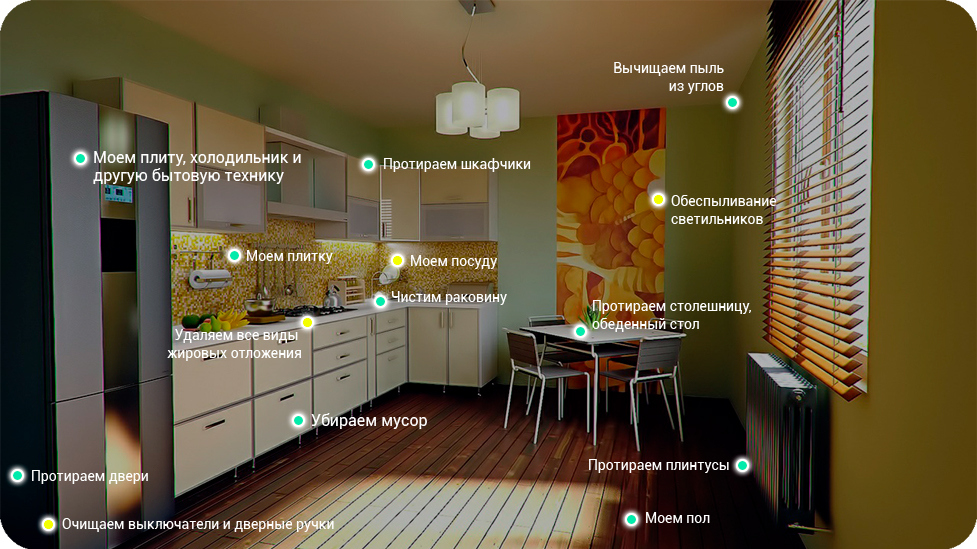 Вычищаем пыль
из углов
Моем плиту, холодильник и
другую бытовую технику
Протираем шкафчики
Обеспыливание
светильников
Моем плитку
Моем посуду
Чистим раковину
Протираем столешницу,
обеденный стол
Удаляем все виды
жировых отложения
Убираем мусор
Протираем плинтусы
Протираем двери
Моем пол
Очищаем выключатели и дверные ручки